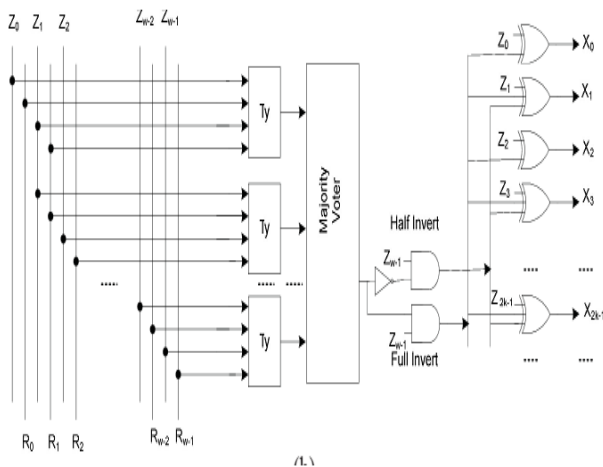 Z0 Z1 Z2 Zw-2 Zw-1
Z0 X0
Z1 X1
Ty
Z2 X2
Majority Voter
Z3 X3
Ty
Half Invert
Zw-1
..... ..... ..... .... ....
Z2k-1 X2k-1
Ty
Zw-1
Full Invert
.... ....
Rw-2 Rw-1
R0 R1 R2
(b)